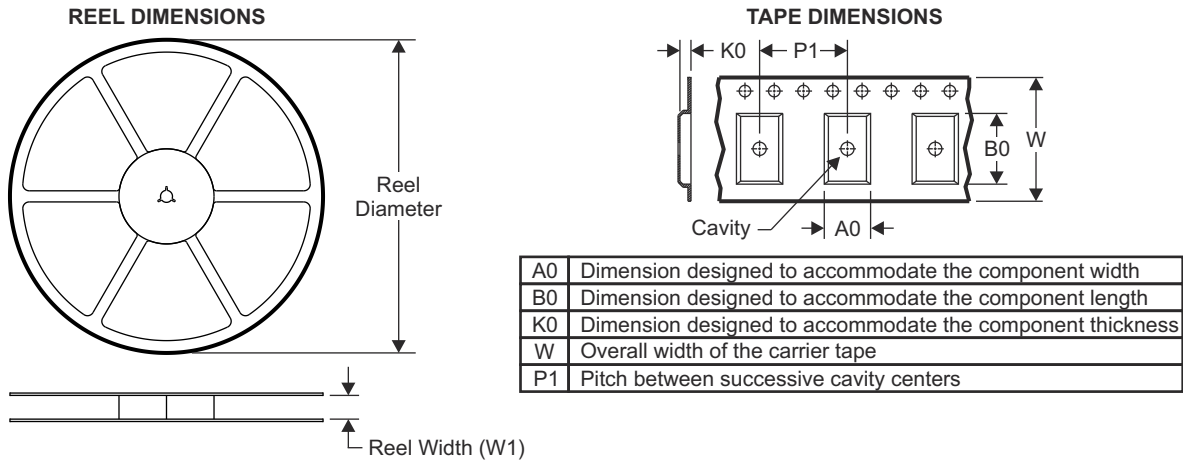 REEL DIMENSIONS
Reel
Diameter
Reel Width (W1)
TAPE DIMENSIONS
K0
P1
B0
W
Cavity
A0
A0 Dimension designed to accommodate the component width
B0 Dimension designed to accommodate the component length
K0 Dimension designed to accommodate the component thickness
W Overall width of the carrier tape
P1 Pitch between successive cavity centers